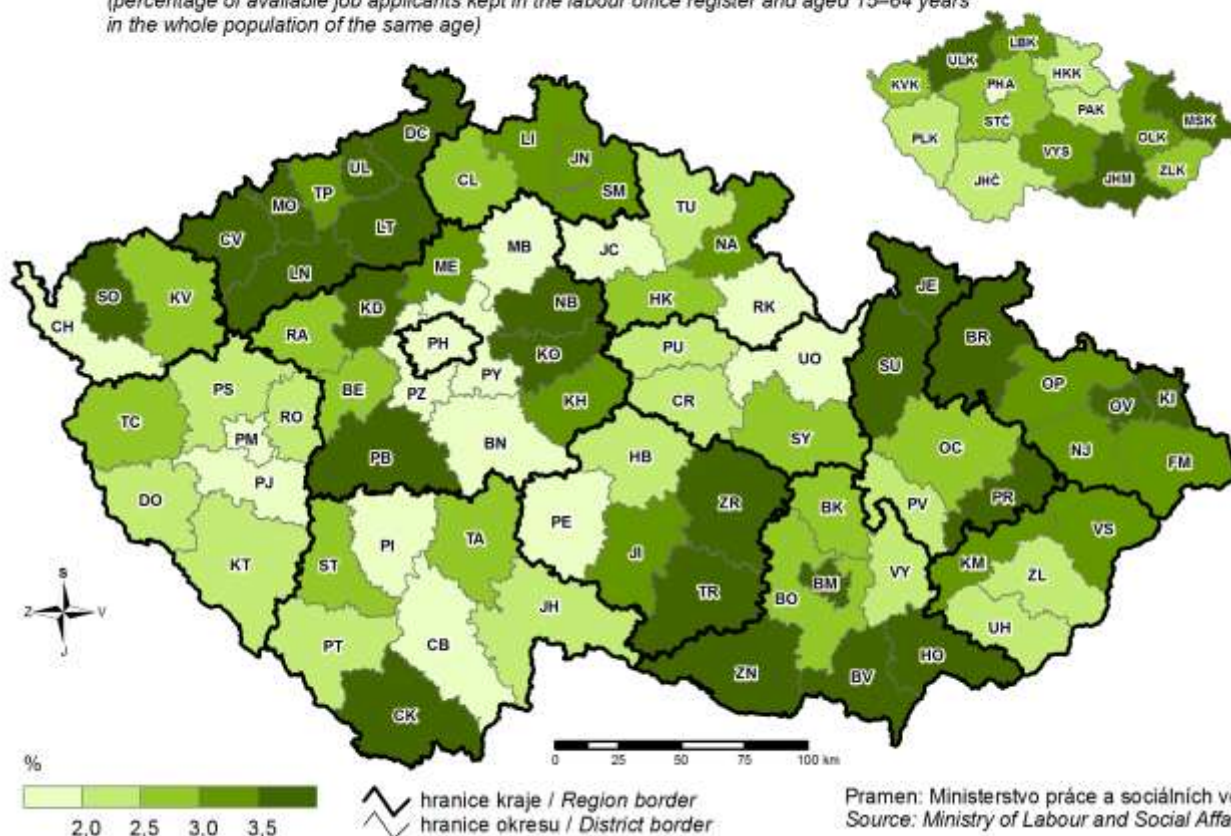 (percentage of available job applicants kept in the labour office register and aged 15–64 years
in the whole population of the same age)
ULK
LBK
KVK
PHA
HKK
STČ
PAK
PLK
VYS
OLK
MSK
JHČ
JHM
ZLK
DC
UL
TP
MO
CV
LT
LN
CL
LI
JN
SM
TU
MB
JC
NA
ME
SO
KV
CH
KD
NB
HK
RK
RA
PH
KO
PU
UO
JE
BR
SU
BE
PZ
PY
KH
CR
OP
OV
KI
PS
TC
RO
PM
PB
BN
SY
OC
NJ
FM
DO
PJ
HB
ZR
PV
PR
KT
ST
PI
TA
PE
JI
BK
VS
BM
KM
ZL
PT
CB
JH
TR
BO
VY
UH
CK
ZN
BV
HO
S
Z
V
J
0 25 50 75 100 km
%
2.0 2.5 3.0 3.5
hranice kraje / Region border
hranice okresu / District border
Pramen: Ministerstvo práce a sociálních v
Source: Ministry of Labour and Social Affa